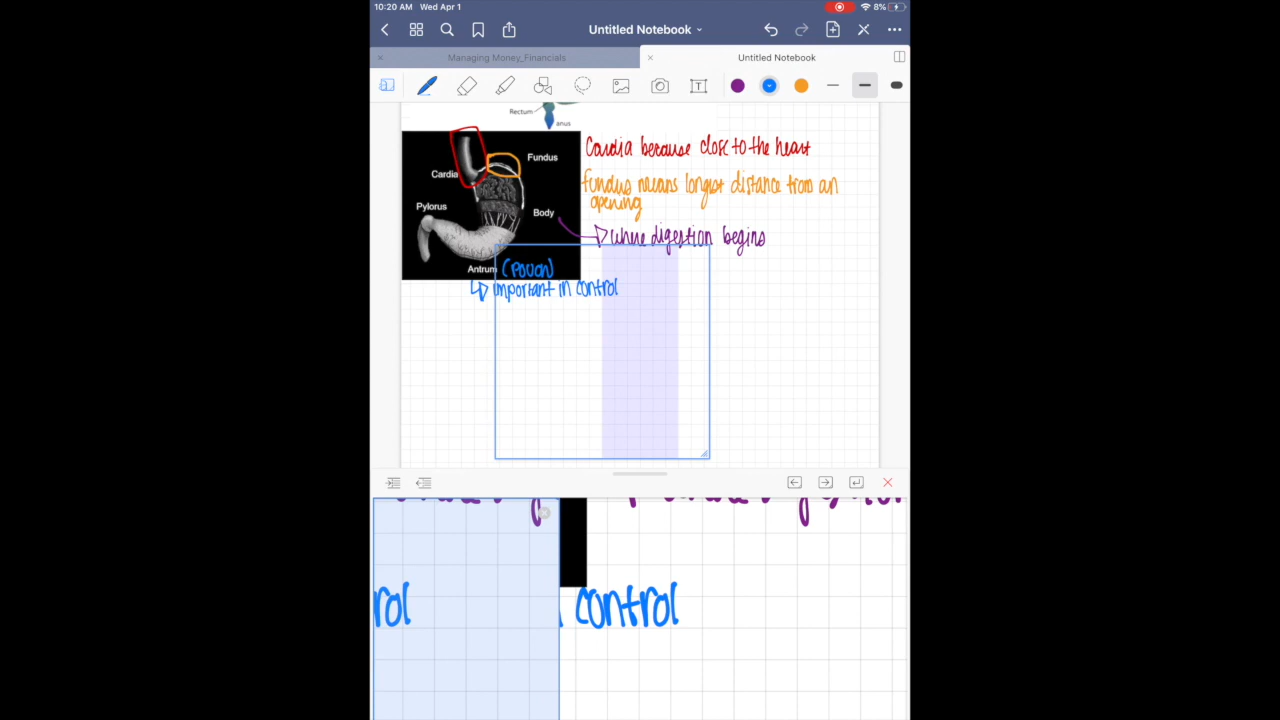 10:20 AM Wed Apr 1
8%
Untitled Notebook
Managing Money_Financials
Untitled Notebook
T
Rectum
anus
Cardia because close to the heart
Fundus
Cardia
fundus means longest distance from an
opening
Pylorus
Body
where digestion begins
Antrum (pouch)
important in control
rol
control